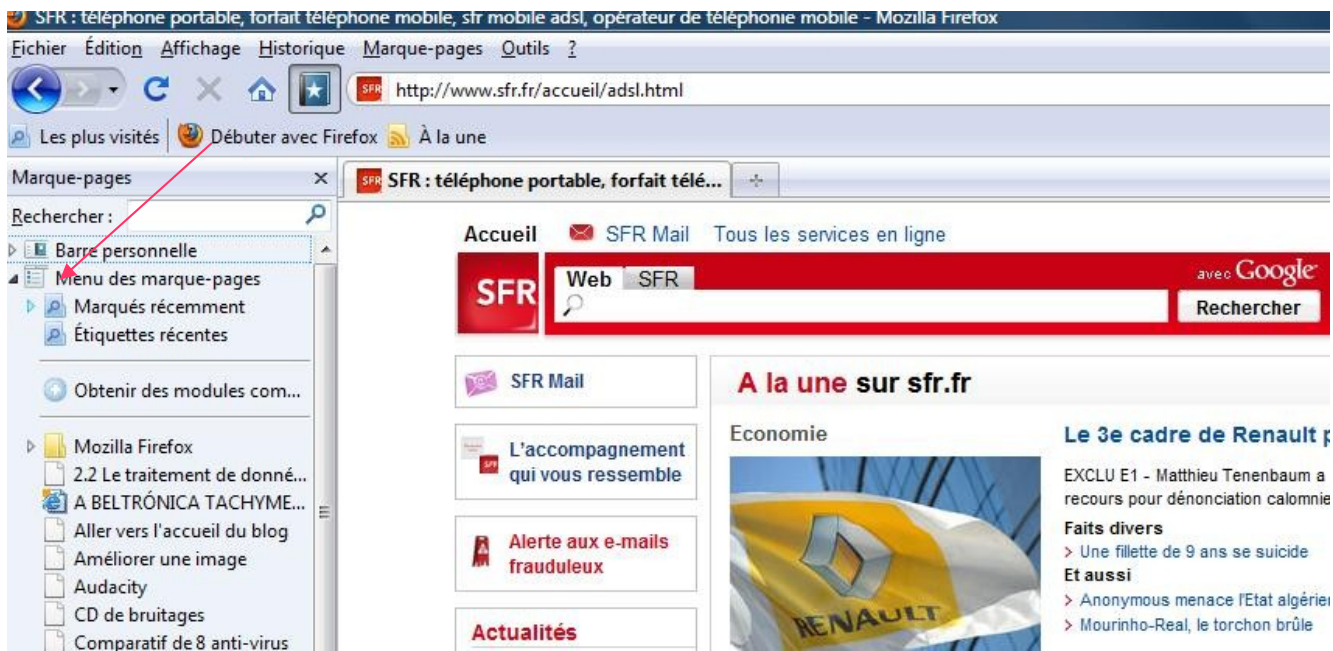 SFR : téléphone portable, forfait téléphone mobile, sfr mobile adsl, opérateur de téléphonie mobile - Mozilla Firefox
Fichier Édition Affichage Historique Marque-pages Outils ?
SFR http://www.sfr.fr/accueil/adsl.html
Les plus visités Débuter avec Firefox À la une
Marque-pages
Rechercher :
Barre personnelle
Menu des marque-pages
Marqués récemment
Étiquettes récentes
Obtenir des modules com...
Mozilla Firefox
2.2 Le traitement de donné...
A BELTRÓNICA TACHYME...
Aller vers l'accueil du blog
Améliorer une image
Audacity
CD de bruitages
Comparatif de 8 anti-virus
SFR SFR : téléphone portable, forfait télé...
Accueil SFR Mail Tous les services en ligne
SFR
Web SFR
avec Google
Rechercher
SFR Mail
L'accompagnement
qui vous ressemble
Alerte aux e-mails
frauduleux
Actualités
A la une sur sfr.fr
Economie
RENAULT
Le 3e cadre de Renault p
EXCLU E1 - Matthieu Tenenbaum a
recours pour dénonciation calomnie
Faits divers
> Une fillette de 9 ans se suicide
Et aussi
> Anonymous menace l'Etat algérien
> Mourinho-Real, le torchon brûle